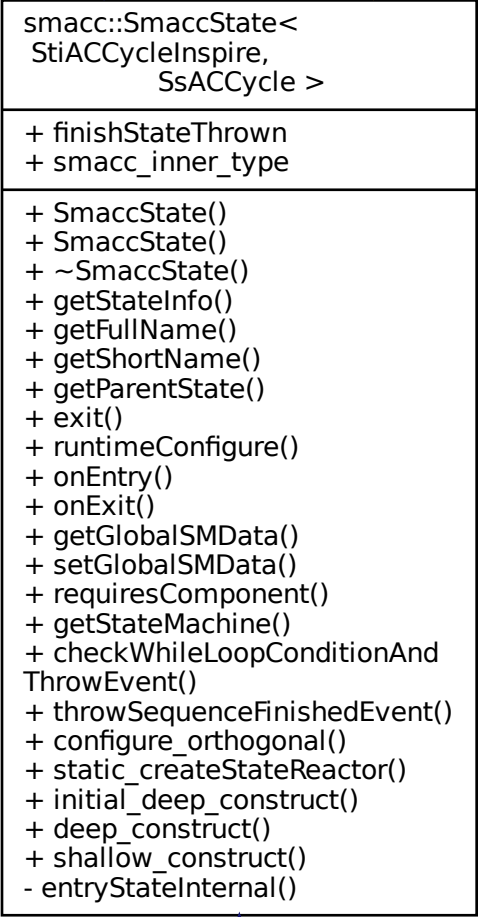 smacc::SmaccState<
StiACCycleInspire,
SsACCycle >
+ finishStateThrown
+ smacc_inner_type
+ SmaccState()
+ SmaccState()
+ ~SmaccState()
+ getStateInfo()
+ getFullName()
+ getShortName()
+ getParentState()
+ exit()
+ runtimeConfigure()
+ onEntry()
+ onExit()
+ getGlobalSMData()
+ setGlobalSMData()
+ requiresComponent()
+ getStateMachine()
+ checkWhileLoopConditionAnd
ThrowEvent()
+ throwSequenceFinishedEvent()
+ configure_orthogonal()
+ static_createStateReactor()
+ initial_deep_construct()
+ deep_construct()
+ shallow_construct()
- entryStateInternal()